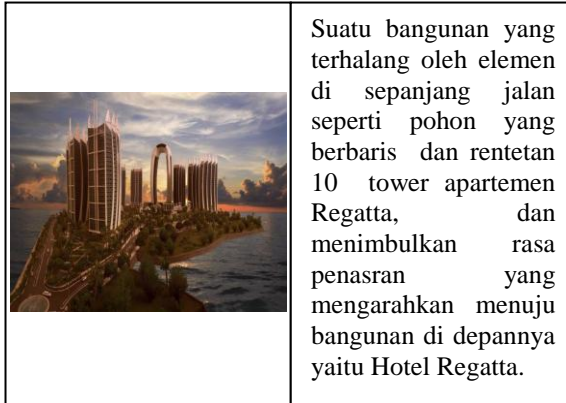 Suatu bangunan yang
terhalang oleh elemen
di sepanjang jalan
seperti pohon yang
berbaris dan rentetan
10 tower apartemen
Regatta, dan
menimbulkan rasa
penasran yang
mengarahkan menuju
bangunan di depannya
yaitu Hotel Regatta.